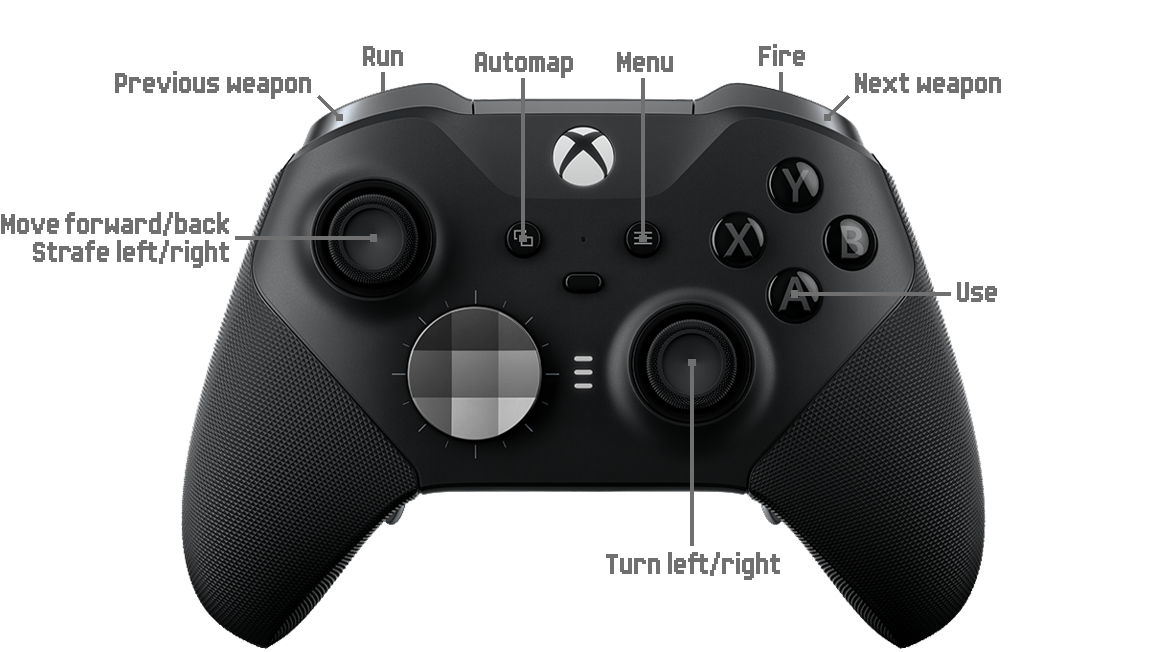 Run
Automap
Menu
Fire
Previous weapon
Next weapon
Y
Move forward/back
Strafe left/right
X
B
A
Use
Turn left/right